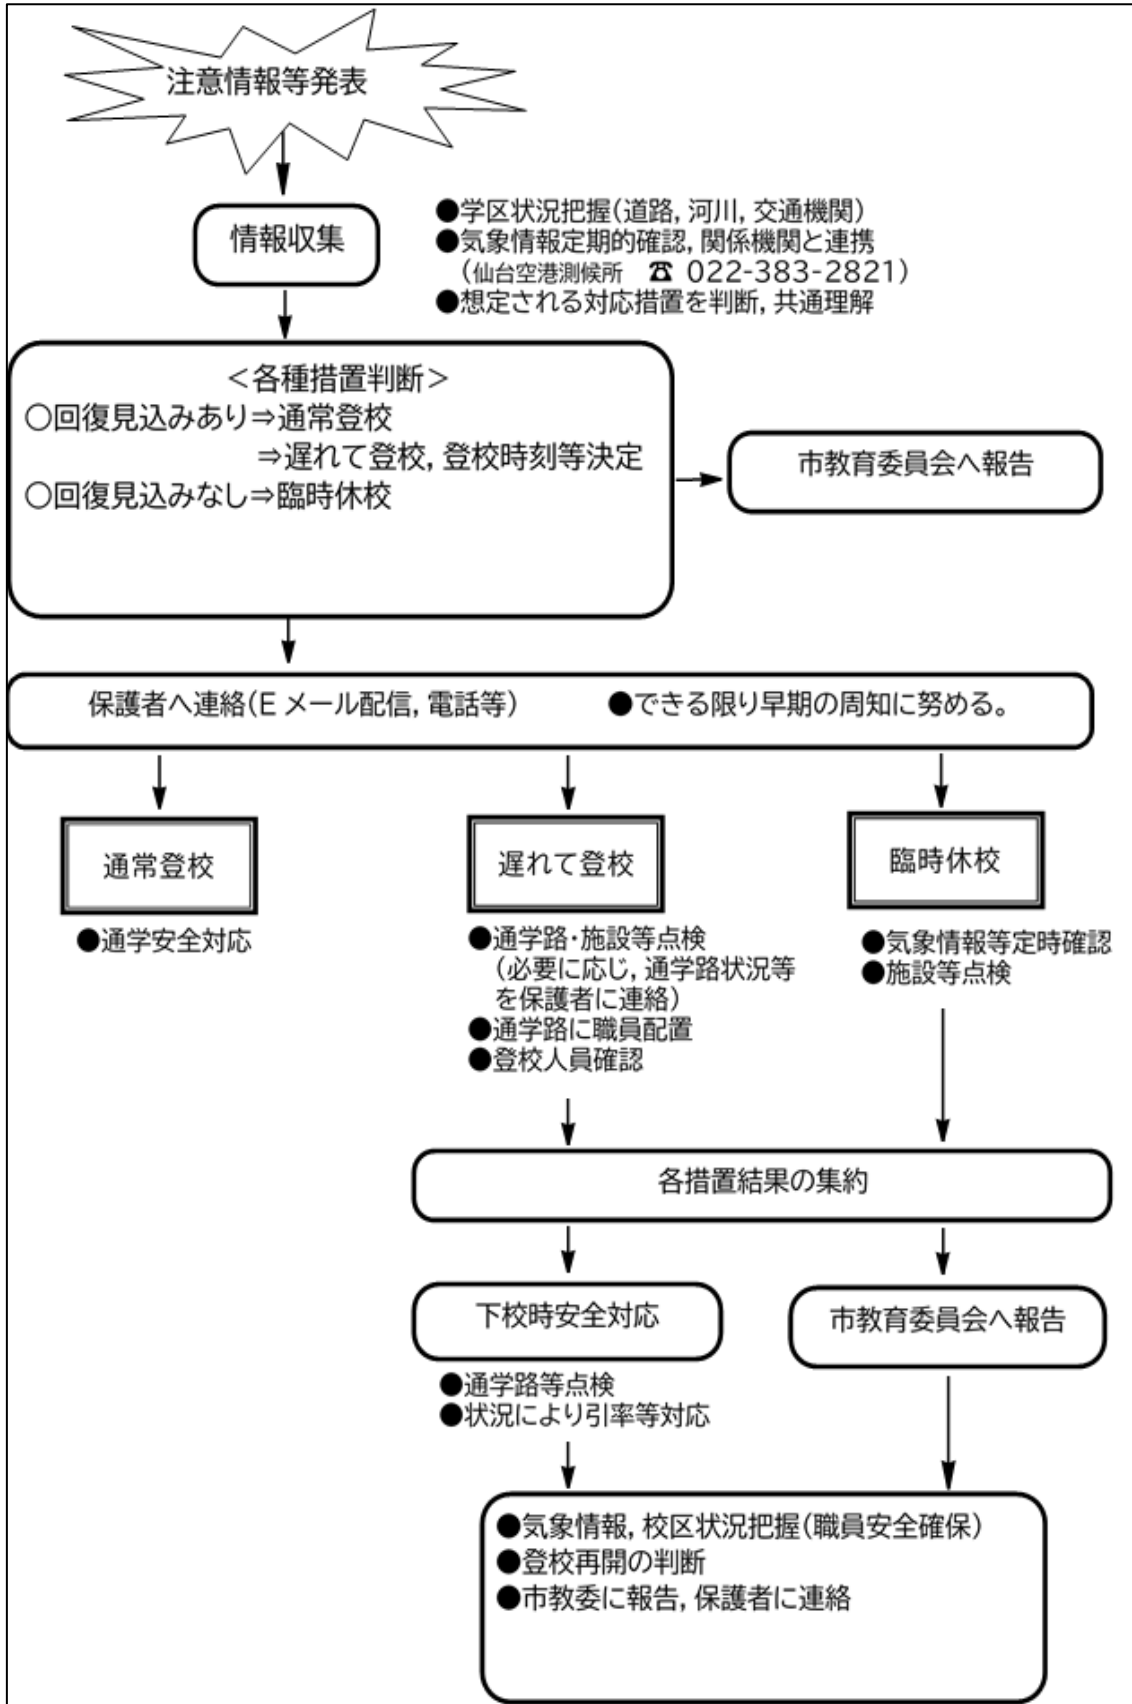 注意情報等発表
情報収集
●学区状況把握(道路, 河川, 交通機関)
●気象情報定期的確認, 関係機関と連携
(仙台空港測候所 ☎ 022-383-2821)
●想定される対応措置を判断, 共通理解
＜各種措置判断＞
○回復見込みあり⇒通常登校
⇒遅れて登校, 登校時刻等決定
○回復見込みなし⇒臨時休校
市教育委員会へ報告
保護者へ連絡(Eメール配信, 電話等) ●できる限り早期の周知に努める。
通常登校
●通学安全対応
遅れて登校
●通学路・施設等点検
(必要に応じ, 通学路状況等
を保護者に連絡)
●通学路に職員配置
●登校人員確認
臨時休校
●気象情報等定時確認
●施設等点検
各措置結果の集約
下校時安全対応
●通学路等点検
●状況により引率等対応
市教育委員会へ報告
●気象情報, 校区状況把握(職員安全確保)
●登校再開の判断
●市教委に報告, 保護者に連絡